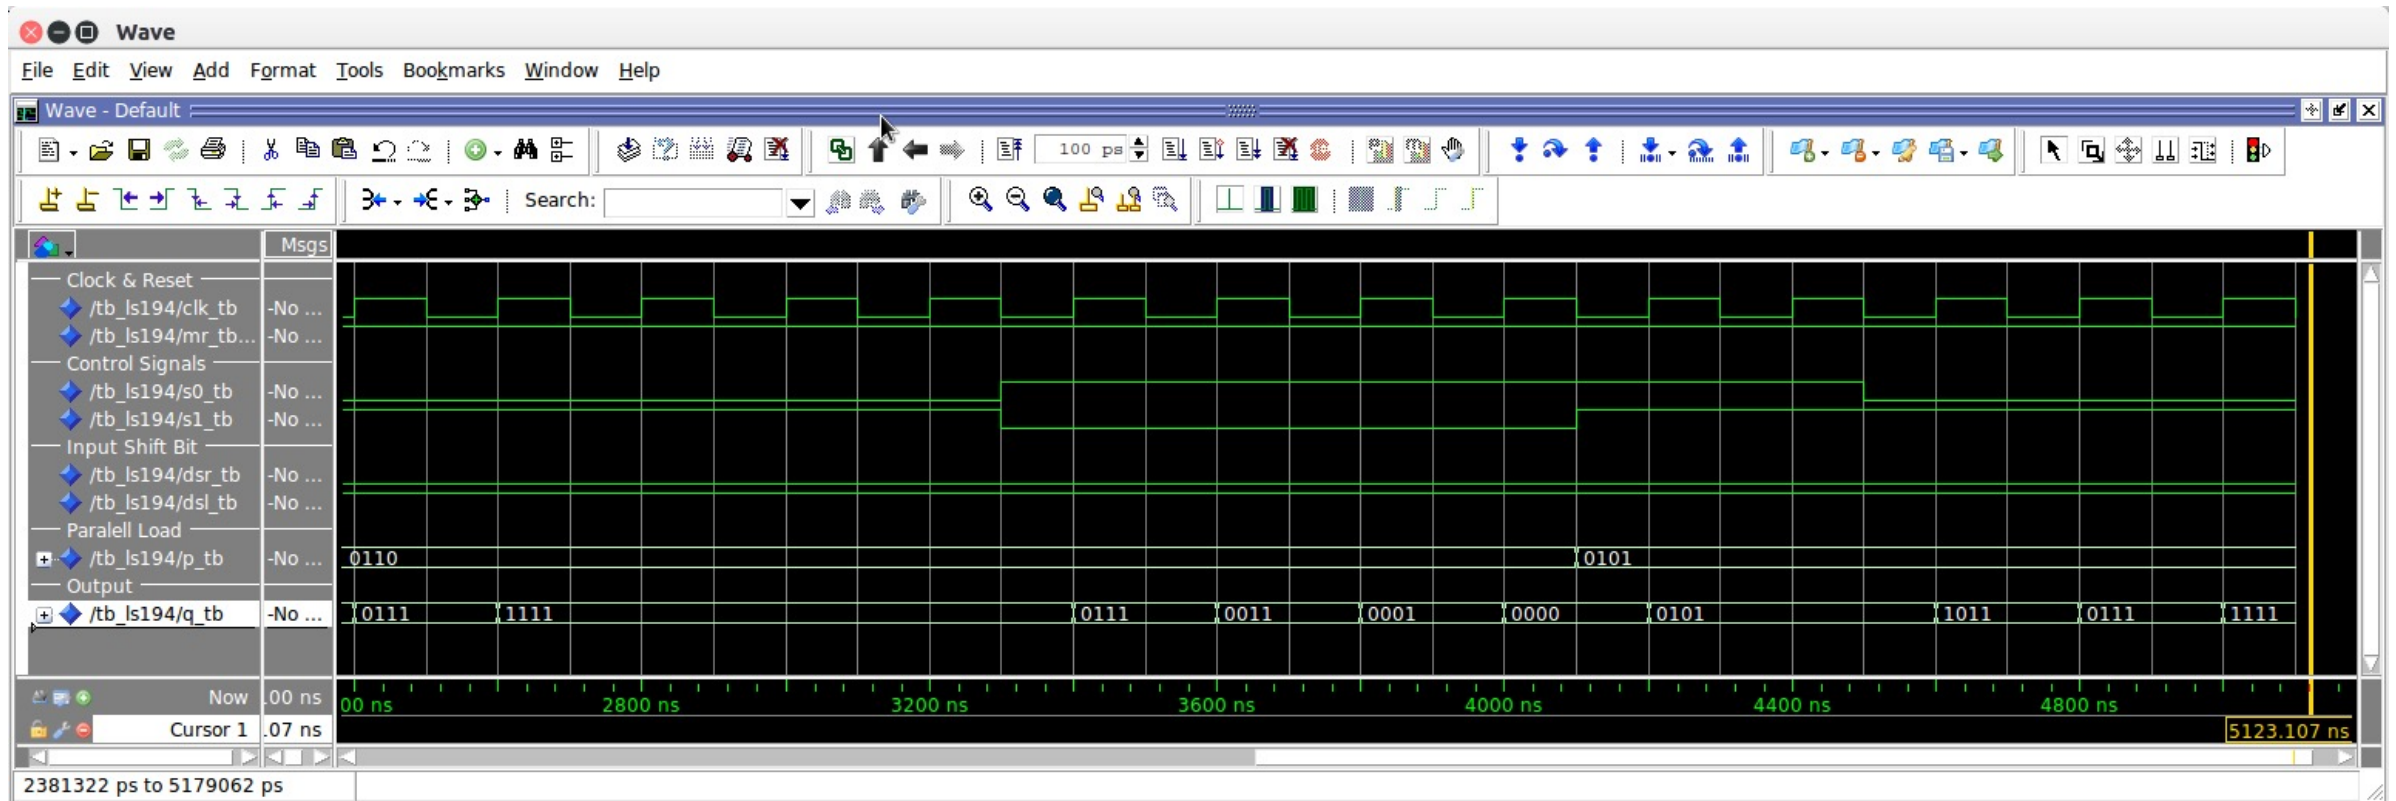 Wave
File Edit View Add Format Tools Bookmarks Window Help
Wave - Default
100 ps
Search:
Msgs
Clock & Reset
/tb_ls194/clk_tb -No ...
/tb_ls194/mr_tb... -No ...
Control Signals
/tb_ls194/s0_tb -No ...
/tb_ls194/s1_tb -No ...
Input Shift Bit
/tb_ls194/dsr_tb -No ...
/tb_ls194/dsl_tb -No ...
Paralell Load
/tb_ls194/p_tb -No ... 0110 0101
Output
/tb_ls194/q_tb -No ... 0111 1111 0111 0011 0001 0000 0101 1011 0111 1111
Now .00 ns 00 ns 2800 ns 3200 ns 3600 ns 4000 ns 4400 ns 4800 ns
Cursor 1 .07 ns 5123.107 ns
2381322 ps to 5179062 ps